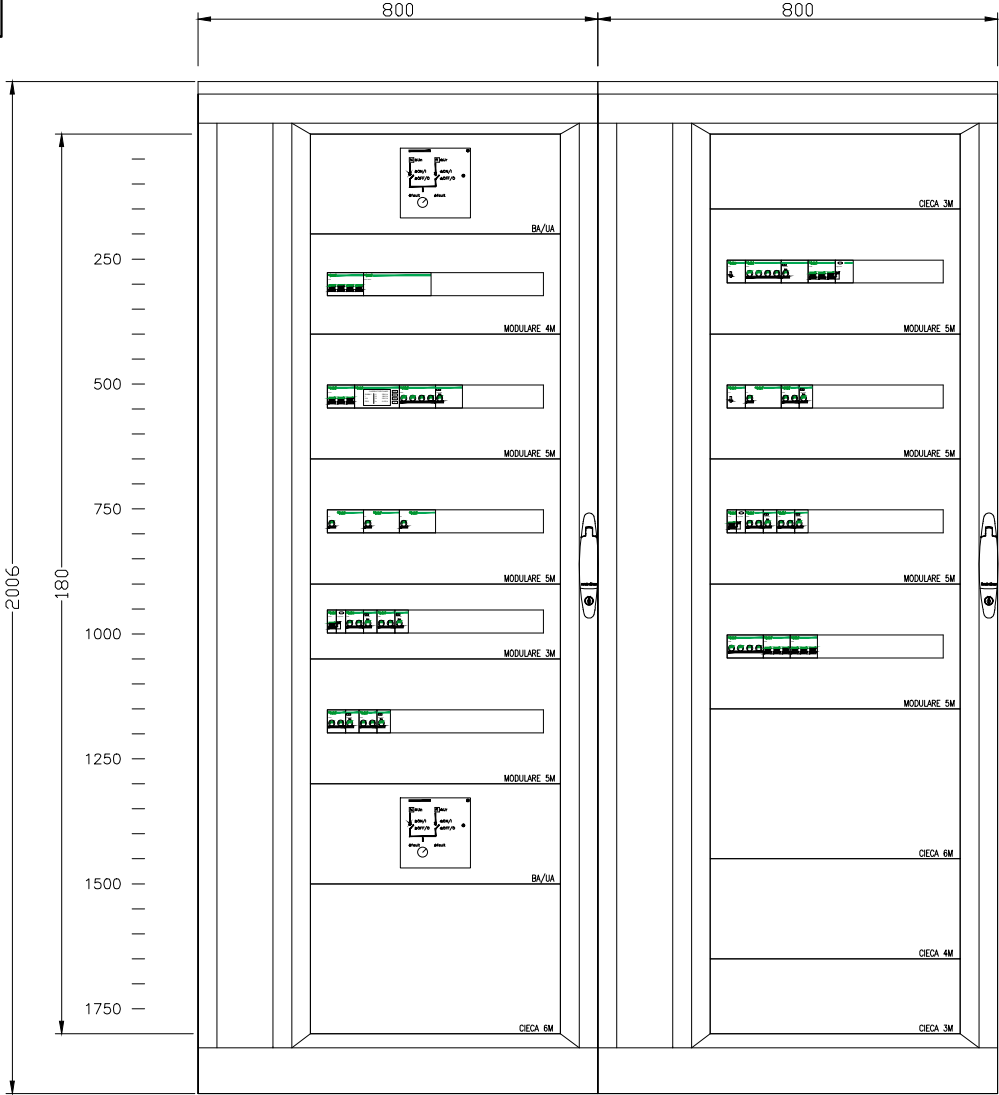 800 800
BA/UA
CIECA 3M
250
MODULARE 4M
MODULARE 5M
500
MODULARE 5M
MODULARE 5M
750
MODULARE 5M
MODULARE 5M
2006
180
1000
MODULARE 3M
MODULARE 5M
1250
MODULARE 5M
CIECA 6M
BA/UA
1500
CIECA 4M
1750
CIECA 6M
CIECA 3M